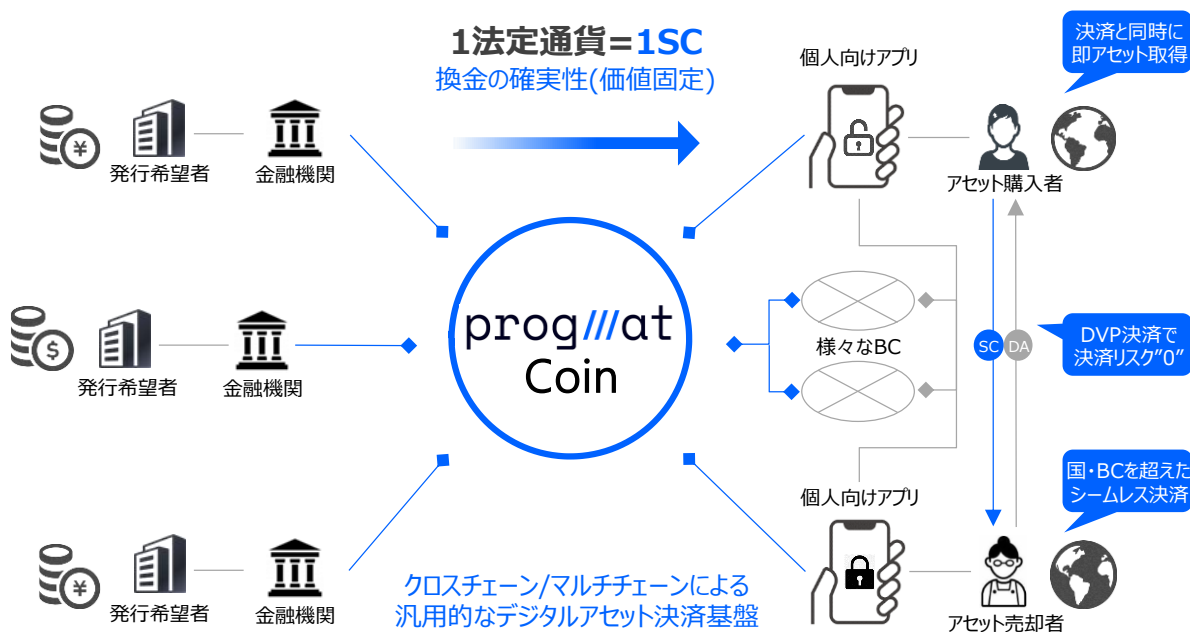 1法定通貨=1SC
換金の確実性(価値固定)
個人向けアプリ
決済と同時に
即アセット取得
¥
発行希望者
金融機関
アセット購入者
$
発行希望者
金融機関
progmat
Coin
様々なBC
SC
DA
DVP決済で
決済リスク"0"
個人向けアプリ
国・BCを超えた
シームレス決済
¥
発行希望者
金融機関
クロスチェーン/マルチチェーンによる
汎用的なデジタルアセット決済基盤
アセット売却者